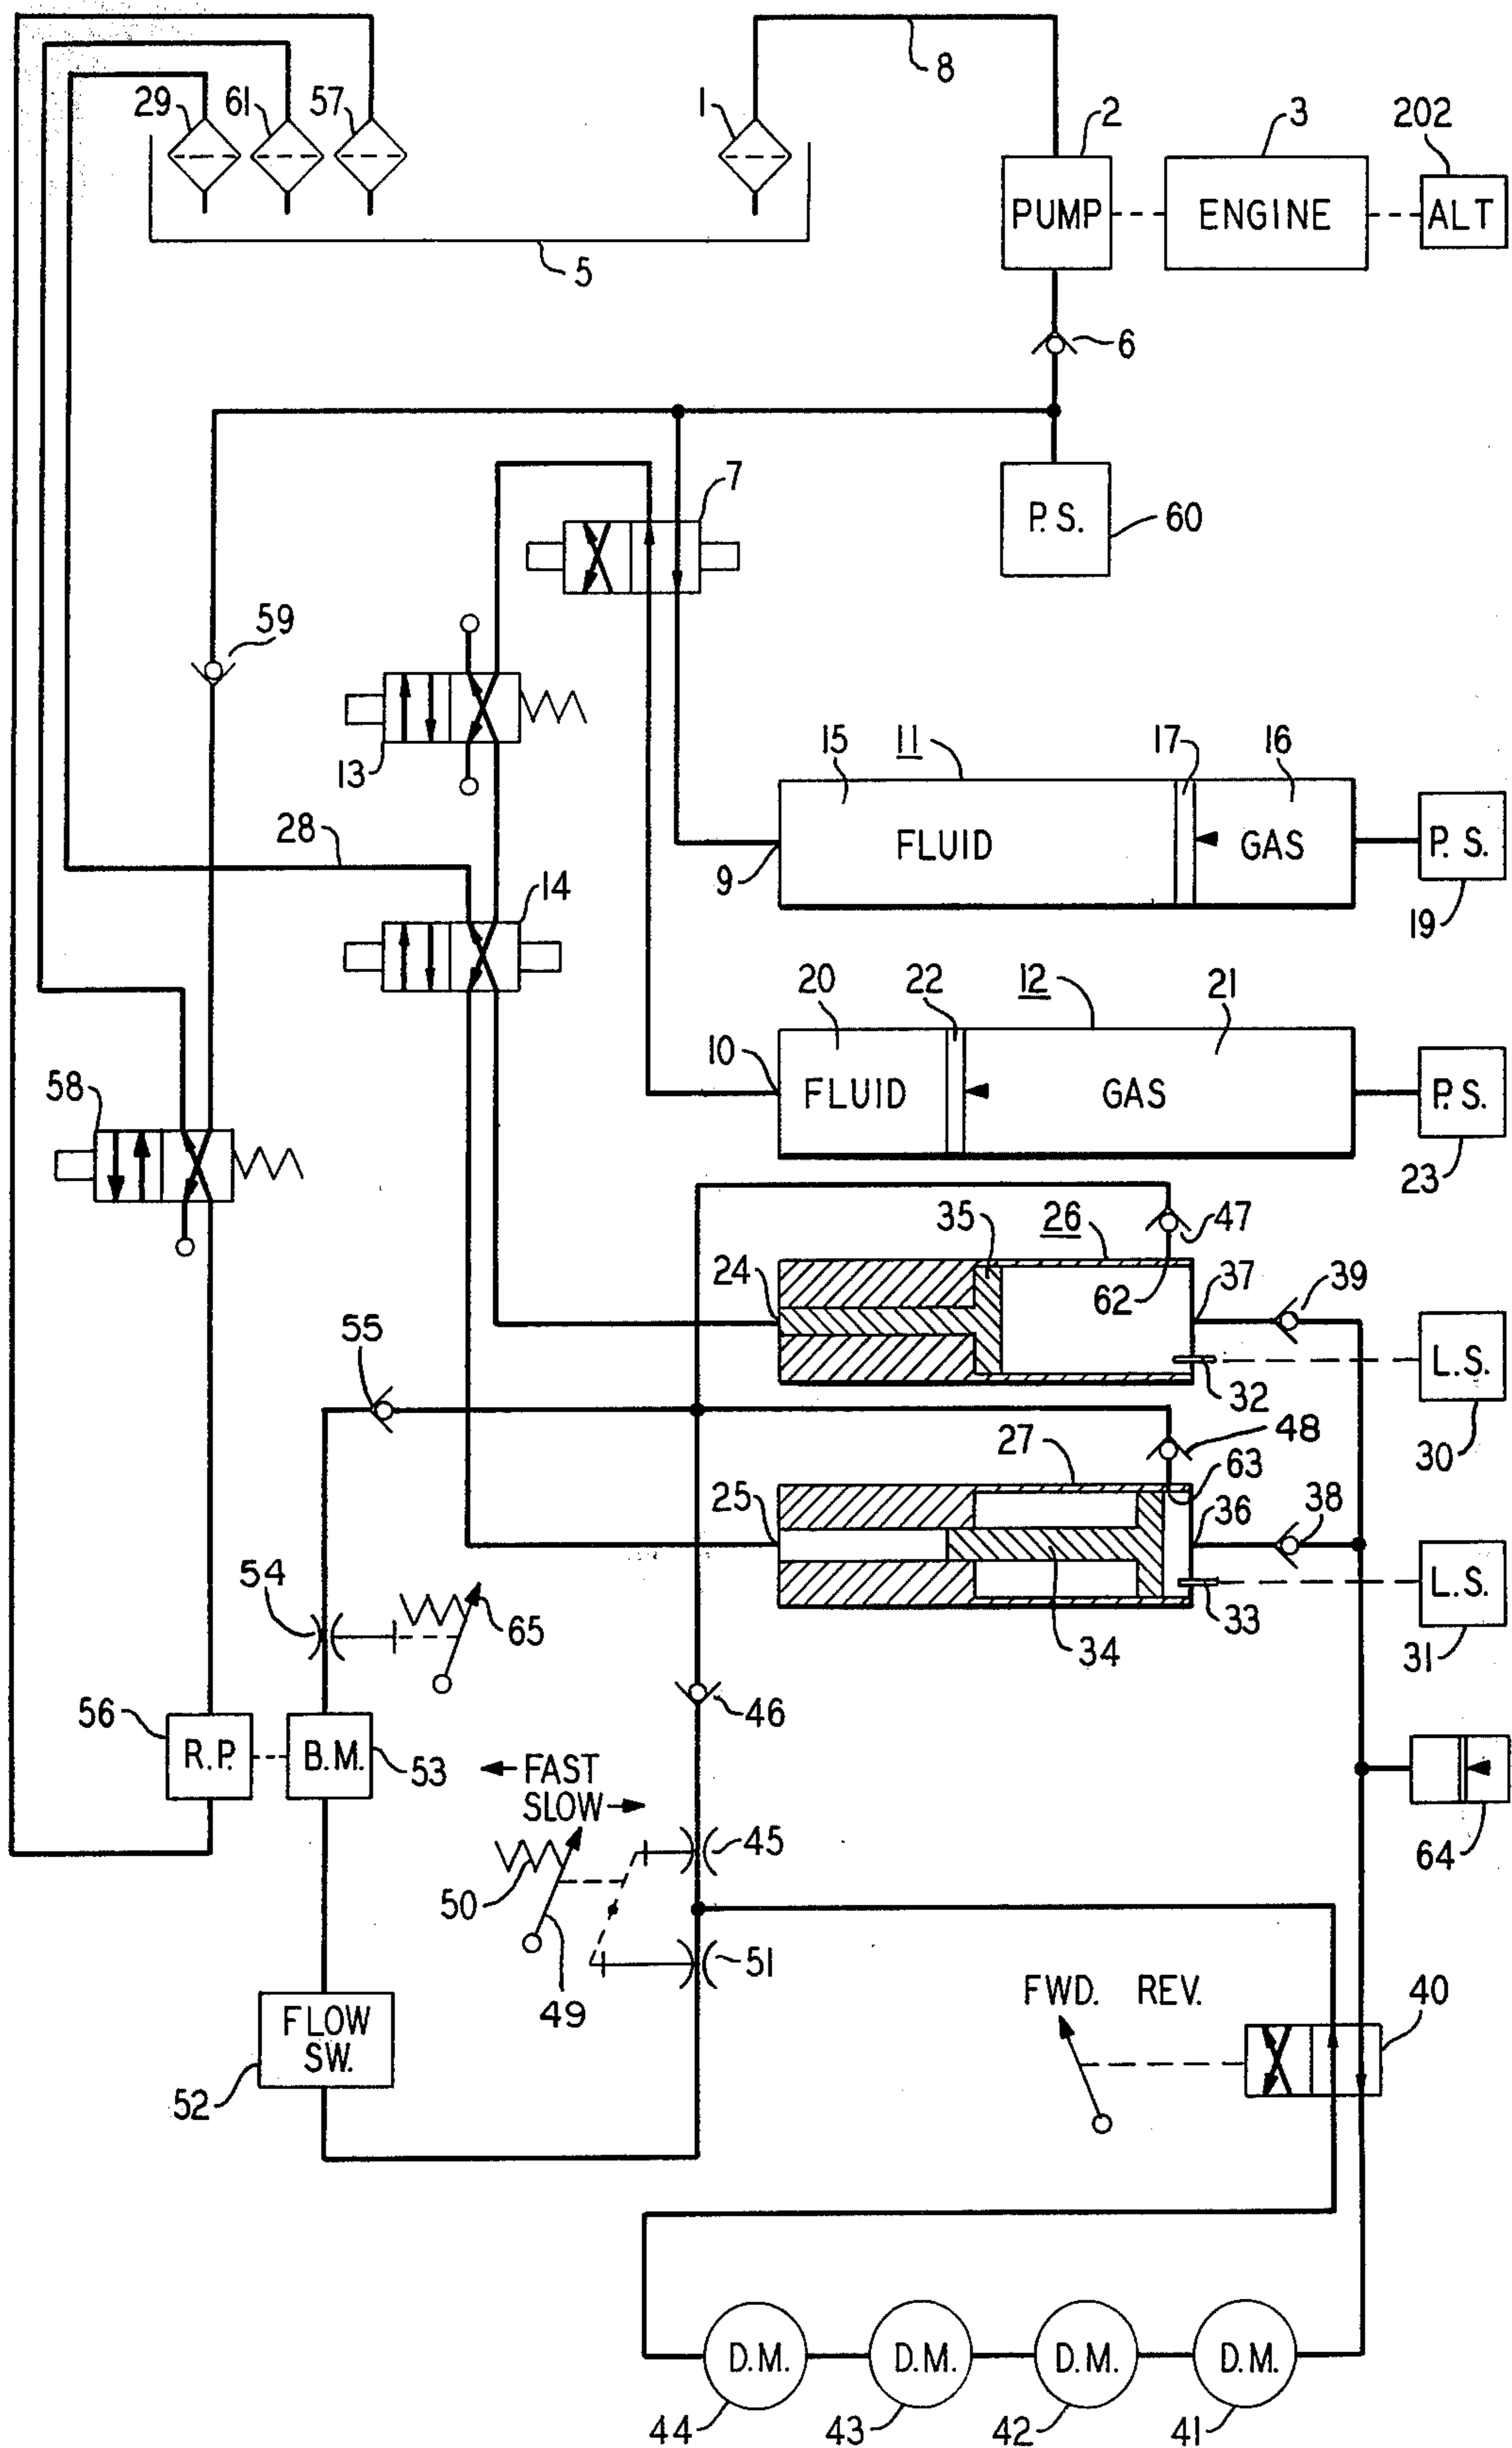 8
29 61 57 1 2 3 202
PUMP ENGINE ALT
5
6
7
P. S. 60
59
13
15 11 17 16
FLUID GAS P. S.
9 19
28
14
20 22 12 21
10
FLUID GAS P.S.
23
58
35 26 47
24 62 37 39
L.S.
32 30
55
27 48
63
25 36 38
L.S.
33 31
34
54
65
46
56
R.P. B.M. 53
FAST
SLOW
45
50
64
51
49
FWD. REV. 40
FLOW
SW.
52
D.M. D.M. D.M. D.M.
44 43 42 41